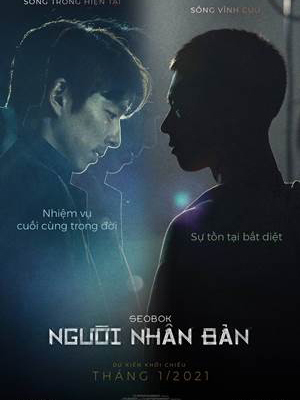 SỐNG TRONG HIỆN TẠI
SỐNG VĨNH CỬU
Nhiệm vụ
cuối cùng trong đời
Sự tồn tại bất diệt
SEOBOK
NGƯỜI NHÂN BẢN
DỰ KIẾN KHỞI CHIẾU
THÁNG 1/2021